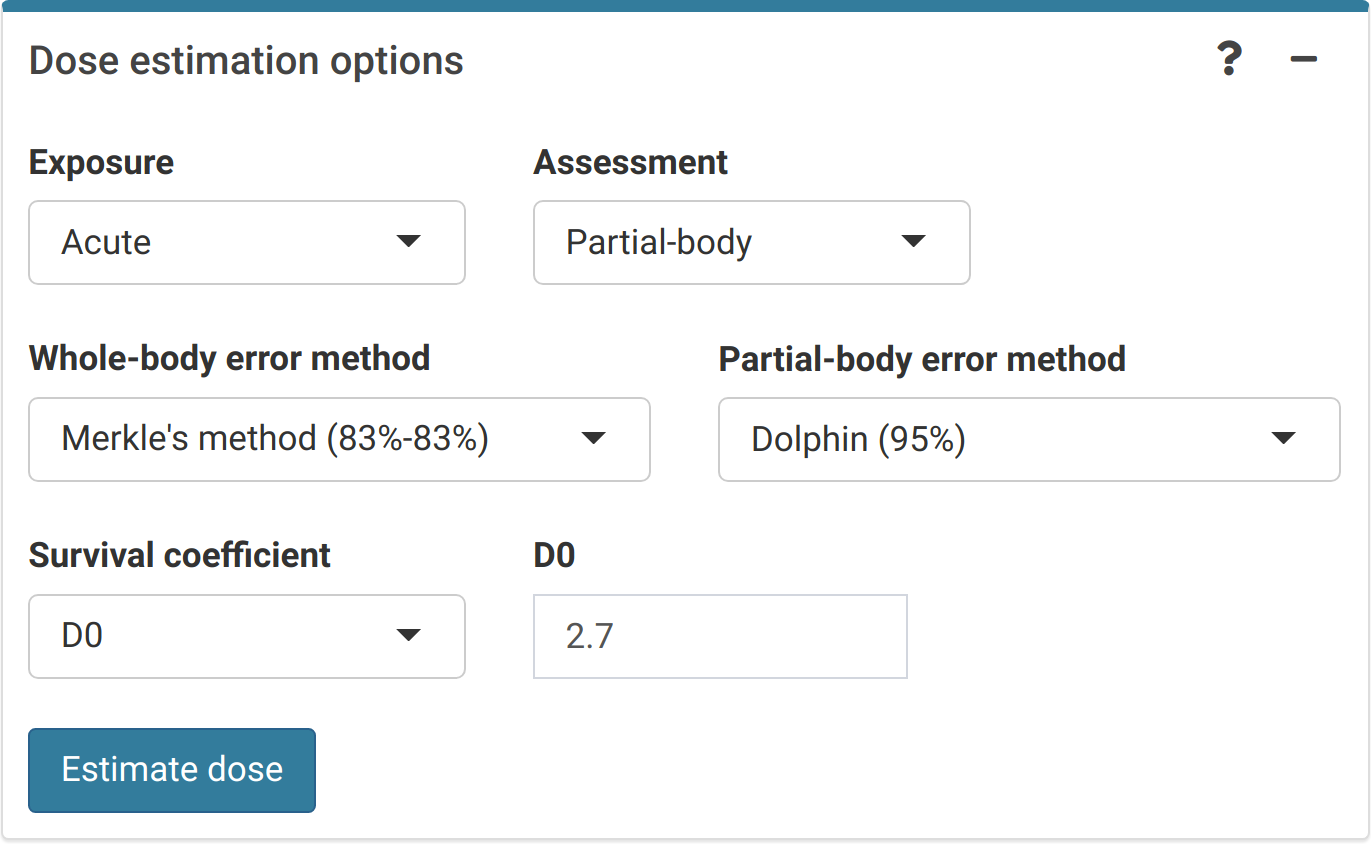 Dose estimation options ? −
Exposure Assessment
Acute Partial-body
Whole-body error method Partial-body error method
Merkle's method (83%-83%) Dolphin (95%)
Survival coefficient D0
D0 2.7
Estimate dose